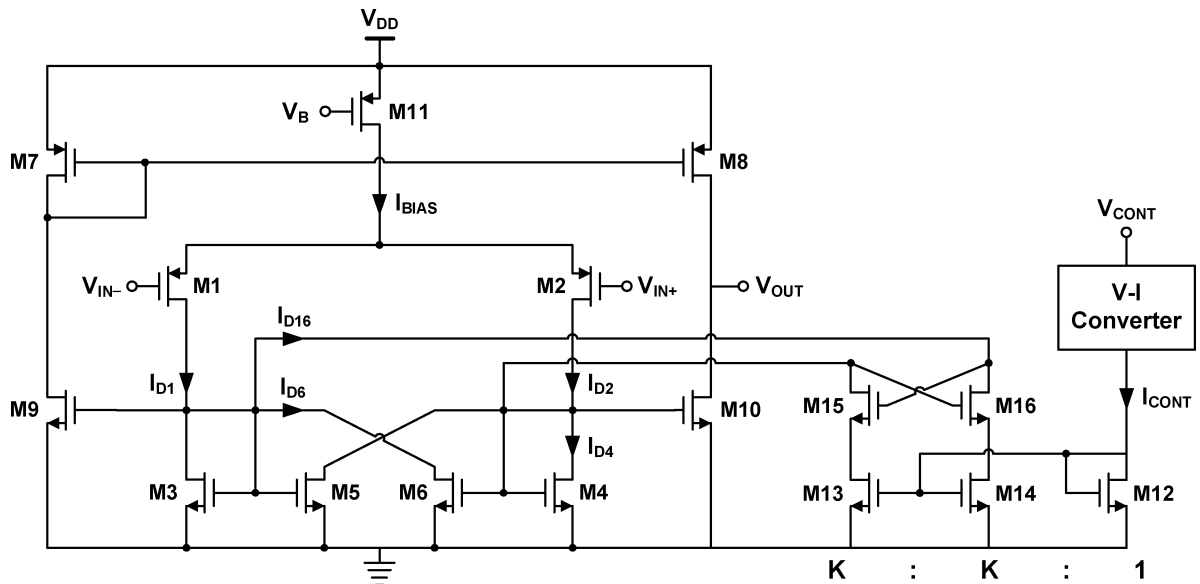 VDD
VB
M11
M7
M8
IBIAS
VCONT
VIN−
M1
M2
VIN+
VOUT
V-I
Converter
ID16
ID1
ID6
ID2
ICONT
M9
M10
M15
M16
ID4
M3
M5
M6
M4
M13
M14
M12
K : K : 1